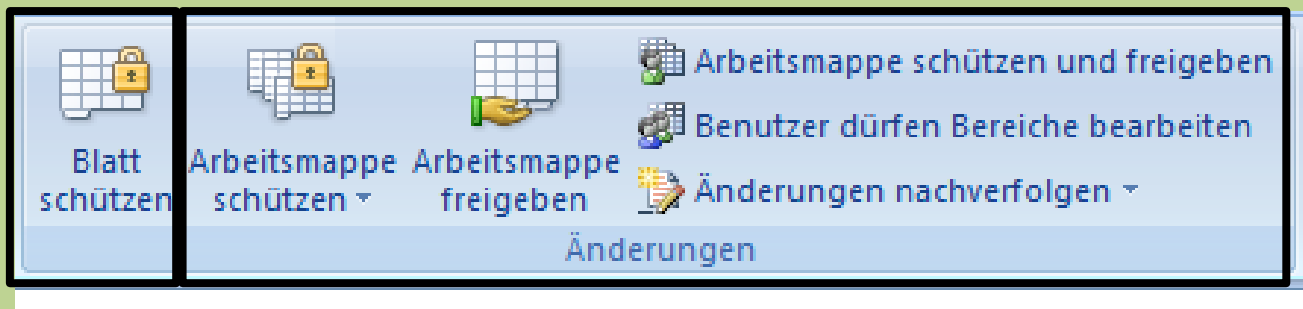 Blatt
schützen
Arbeitsmappe
schützen
Arbeitsmappe
freigeben
Arbeitsmappe schützen und freigeben
Benutzer dürfen Bereiche bearbeiten
Änderungen nachverfolgen
Änderungen